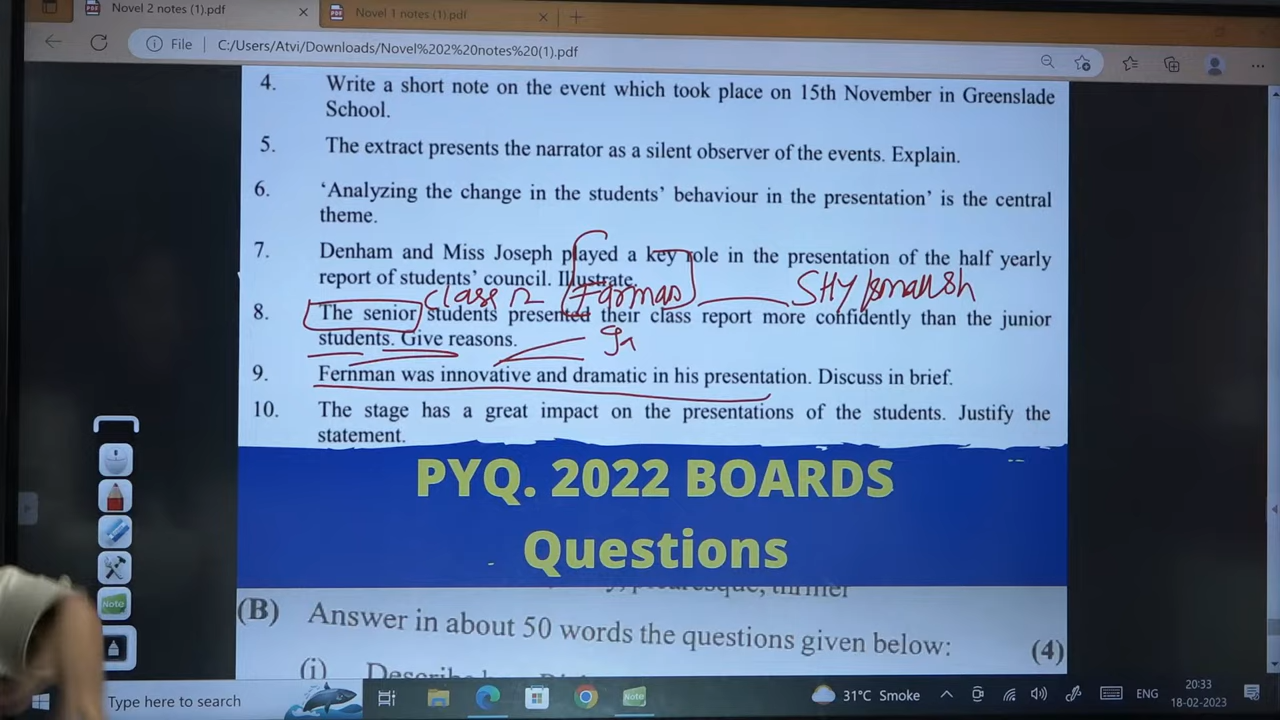 Novel 2 notes (1).pdf
Novel 1 notes (1).pdf
File
C:/Users/Atvi/Downloads/Novel%202%20notes%20(1).pdf
4. Write a short note on the event which took place on 15th November in Greenslade
School.
5. The extract presents the narrator as a silent observer of the events. Explain.
6. ‘Analyzing the change in the students’ behaviour in the presentation’ is the central
theme.
7. Denham and Miss Joseph played a key role in the presentation of the half yearly
report of students’ council. Illustrate.
class Farman SHY
8. The senior students presented their class report more confidently than the junior
students. Give reasons.
9. Fernman was innovative and dramatic in his presentation. Discuss in brief.
10. The stage has a great impact on the presentations of the students. Justify the
statement.
PYQ. 2022 BOARDS
Questions
(B) Answer in about 50 words the questions given below:
(4)
(i)
Note
Type here to search
Note
31°C Smoke
ENG
20:33
18-02-2023